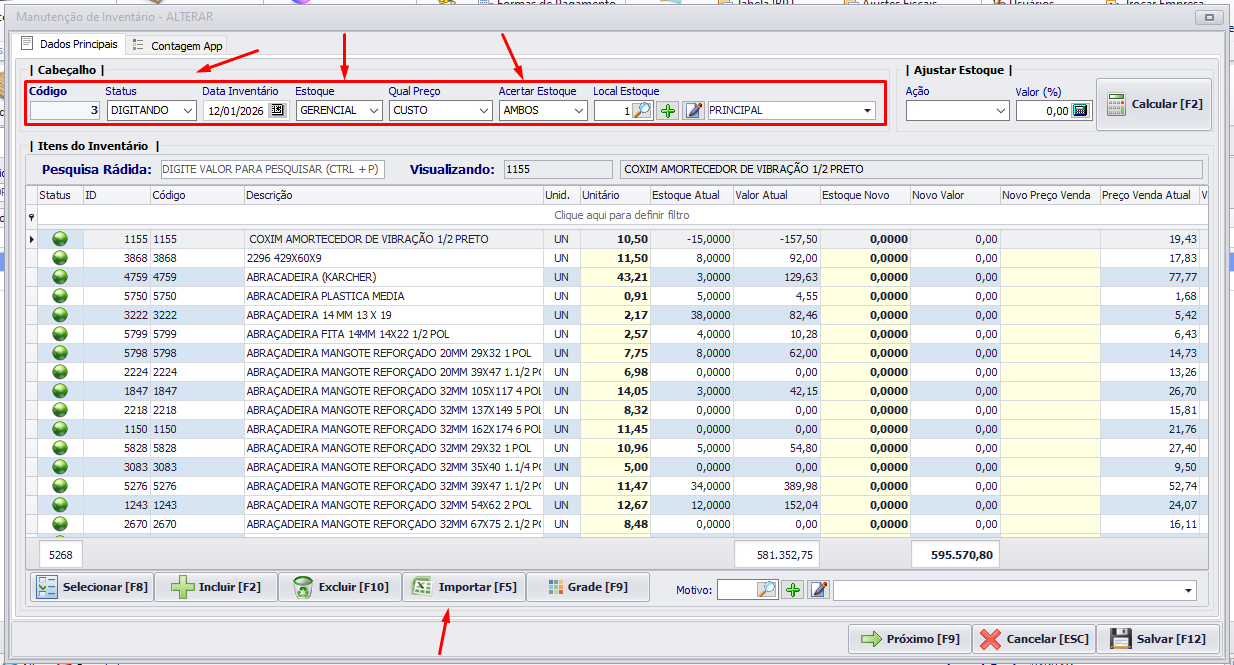 Formas de Pagamento Tabela IBPT Ajustes Fiscais Usuários Trocar Empresa
Manutenção de Inventário - ALTERAR
Dados Principais Contagem App
| Cabeçalho | | Ajustar Estoque |
Código Status Data Inventário Estoque Qual Preço Acertar Estoque Local Estoque Ação Valor (%)
3 DIGITANDO 12/01/2026 GERENCIAL CUSTO AMBOS 1 PRINCIPAL 0,00 Calcular [F2]
| Itens do Inventário |
Pesquisa Rádida: DIGITE VALOR PARA PESQUISAR (CTRL +P) Visualizando: 1155 COXIM AMORTECEDOR DE VIBRAÇÃO 1/2 PRETO
Status ID Código Descrição Unid. Unitário Estoque Atual Valor Atual Estoque Novo Novo Valor Novo Preço Venda Preço Venda Atual V
Clique aqui para definir filtro
1155 1155 COXIM AMORTECEDOR DE VIBRAÇÃO 1/2 PRETO UN 10,50 -15,0000 -157,50 0,0000 0,00 19,43
3868 3868 2296 429X60X9 UN 11,50 8,0000 92,00 0,0000 0,00 17,83
4759 4759 ABRACADEIRA (KARCHER) UN 43,21 3,0000 129,63 0,0000 0,00 77,77
5750 5750 ABRACADEIRA PLASTICA MEDIA UN 0,91 5,0000 4,55 0,0000 0,00 1,68
3222 3222 ABRAÇADEIRA 14 MM 13 X 19 UN 2,17 38,0000 82,46 0,0000 0,00 5,42
5799 5799 ABRAÇADEIRA FITA 14MM 14X22 1/2 POL UN 2,57 4,0000 10,28 0,0000 0,00 6,43
5798 5798 ABRAÇADEIRA MANGOTE REFORÇADO 20MM 29X32 1 POL UN 7,75 8,0000 62,00 0,0000 0,00 14,73
2224 2224 ABRAÇADEIRA MANGOTE REFORÇADO 20MM 39X47 1.1/2 PO UN 6,98 0,0000 0,00 0,0000 0,00 13,26
1847 1847 ABRAÇADEIRA MANGOTE REFORÇADO 32MM 105X117 4 POL UN 14,05 3,0000 42,15 0,0000 0,00 26,70
2218 2218 ABRAÇADEIRA MANGOTE REFORÇADO 32MM 137X149 5 POL UN 8,32 0,0000 0,00 0,0000 0,00 15,81
1150 1150 ABRAÇADEIRA MANGOTE REFORÇADO 32MM 162X174 6 POL UN 11,45 0,0000 0,00 0,0000 0,00 21,76
5828 5828 ABRAÇADEIRA MANGOTE REFORÇADO 32MM 29X32 1 POL UN 10,96 5,0000 54,80 0,0000 0,00 27,40
3083 3083 ABRAÇADEIRA MANGOTE REFORÇADO 32MM 35X40 1.1/4 PO UN 5,00 0,0000 0,00 0,0000 0,00 9,50
5276 5276 ABRAÇADEIRA MANGOTE REFORÇADO 32MM 39X47 1.1/2 PO UN 11,47 34,0000 389,98 0,0000 0,00 52,74
1243 1243 ABRAÇADEIRA MANGOTE REFORÇADO 32MM 54X62 2 POL UN 12,67 12,0000 152,04 0,0000 0,00 24,07
2670 2670 ABRAÇADEIRA MANGOTE REFORÇADO 32MM 67X75 2.1/2 PO UN 8,48 0,0000 0,00 0,0000 0,00 16,11
5268 581.352,75 595.570,80
Selecionar [F8] Incluir [F2] Excluir [F10] Importar [F5] Grade [F9] Motivo:
Próximo [F9] Cancelar [ESC] Salvar [F12]